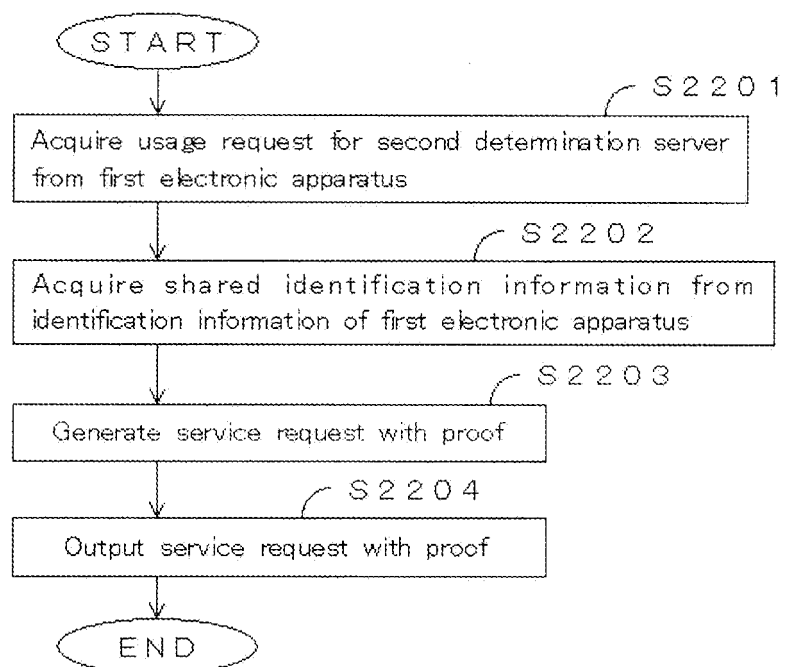 START
S2201
Acquire usage request for second determination server
from first electronic apparatus
S2202
Acquire shared identification information from
identification information of first electronic apparatus
S2203
Generate service request with proof
S2204
Output service request with proof
END